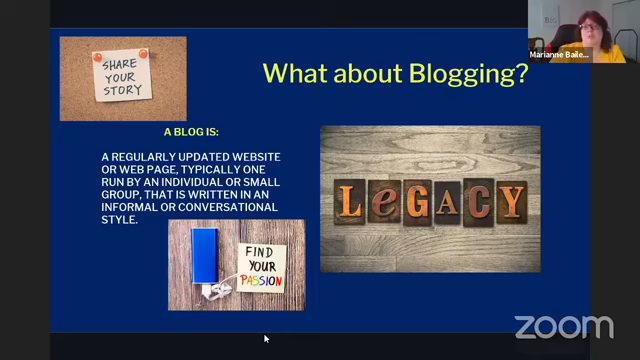 What about Blogging?
SHARE
YOUR
STORY
A BLOG IS:
A REGULARLY UPDATED WEBSITE
OR WEB PAGE, TYPICALLY ONE
RUN BY AN INDIVIDUAL OR SMALL
GROUP, THAT IS WRITTEN IN AN
INFORMAL OR CONVERSATIONAL
STYLE.
LeGACY
FIND
YOUR
PASSION
Marianne Baile...
zoom